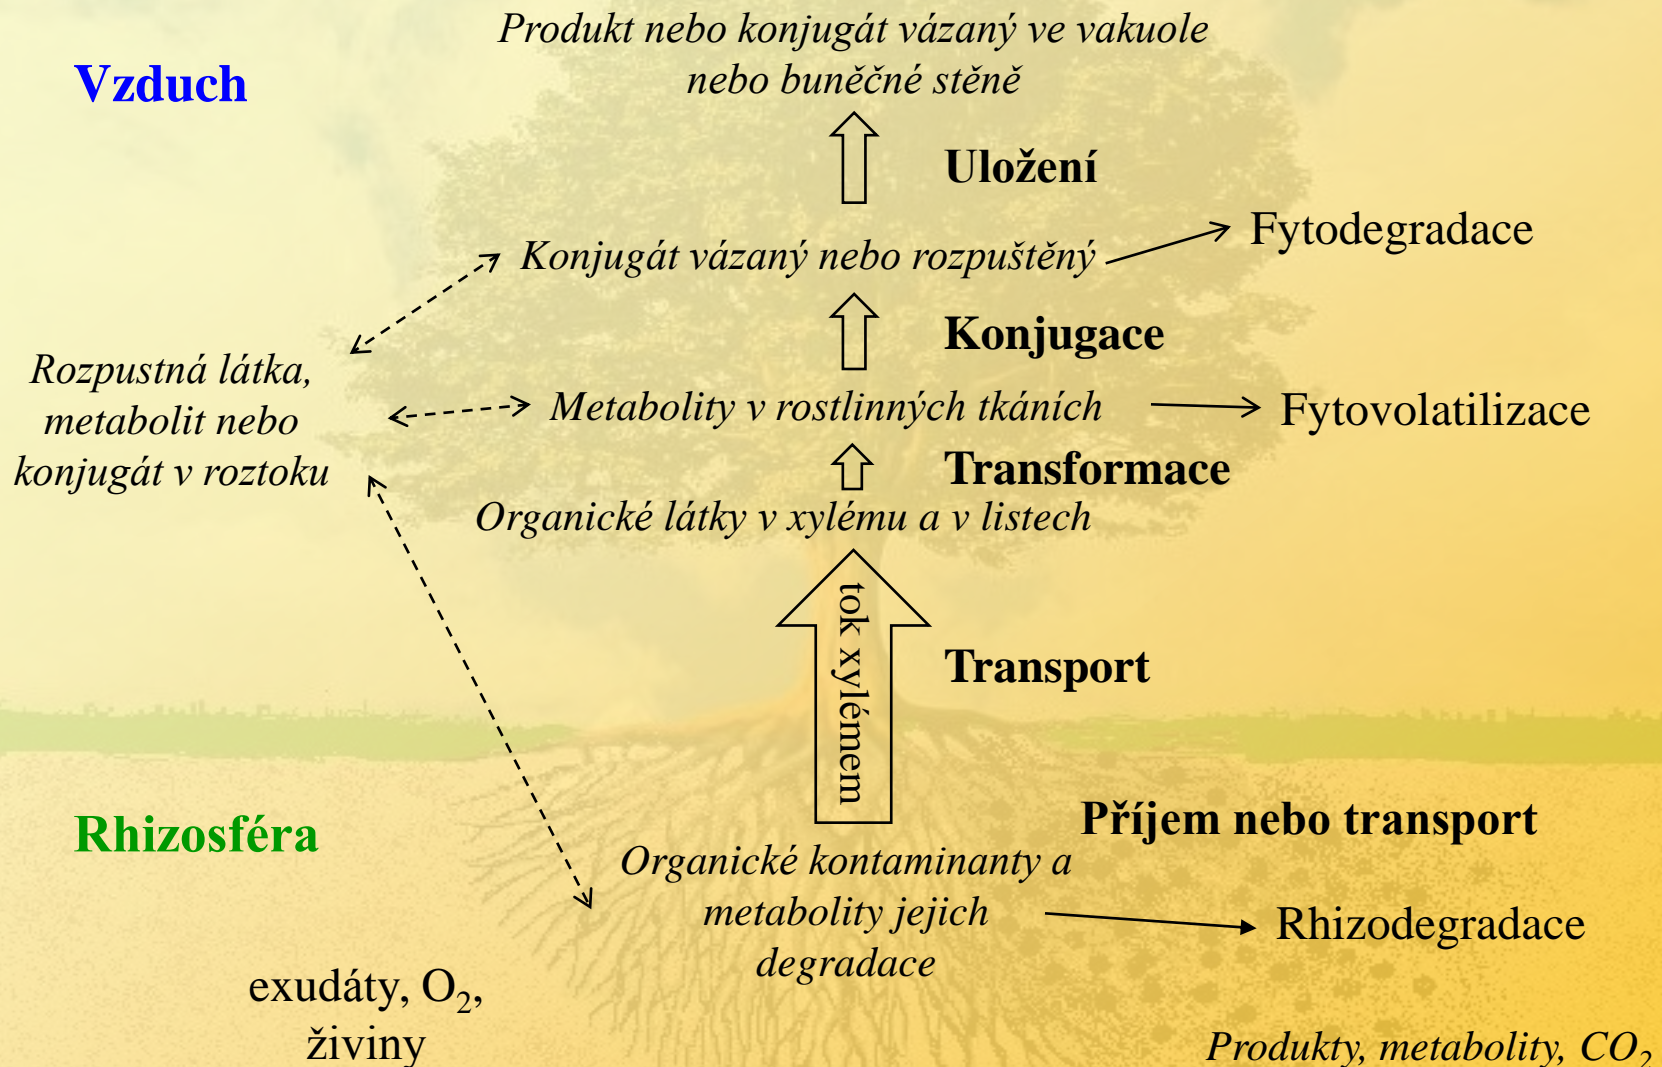 Produkt nebo konjugát vázaný ve vakuole
nebo buněčné stěně
Vzduch
Uložení
Fytodegradace
Konjugát vázaný nebo rozpuštěný
Konjugace
Rozpustná látka,
metabolit nebo
konjugát v roztoku
Metabolity v rostlinných tkáních
Fytovolatilizace
Transformace
Organické látky v xylému a v listech
tok xylémem
Transport
Rhizosféra
Příjem nebo transport
Organické kontaminanty a
metabolity jejich
degradace
Rhizodegradace
exudáty, O₂,
živiny
Produkty, metabolity, CO₂